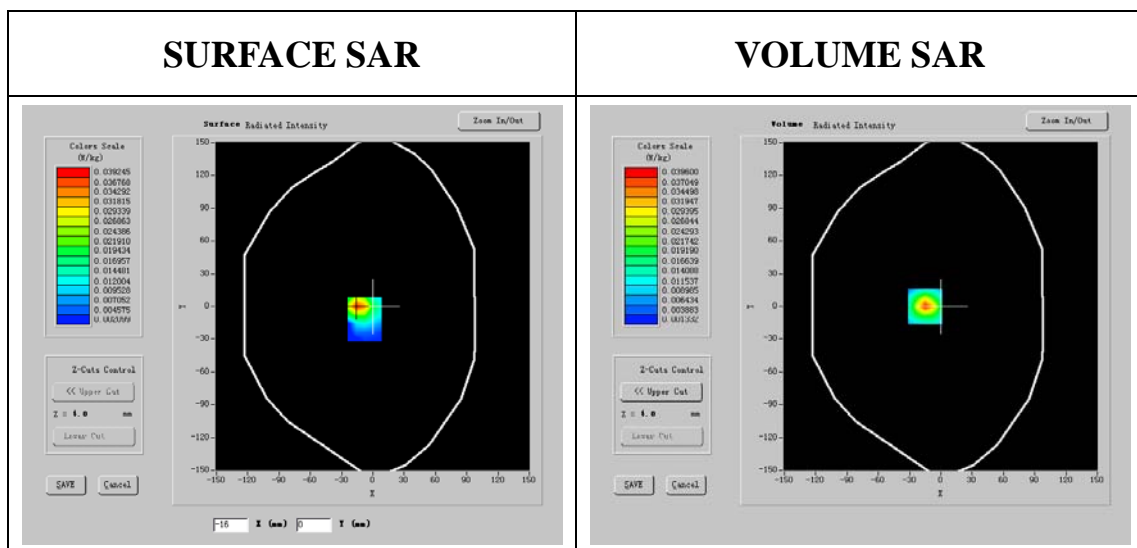 SURFACE SAR
VOLUME SAR
Surface Radiated Intensity
Zoom In/Out
Colors Scale
(W/kg)
0.039245
0.036768
0.034292
0.031815
0.029339
0.026863
0.024386
0.021910
0.019434
0.016957
0.014481
0.012004
0.009528
0.007052
0.004575
0.002099
150
120
90
60
30
0
-30
-60
-90
-120
-150
Y
-150 -120 -90 -60 -30 0 30 60 90 120 150
X
Z-Cuts Control
<< Upper Cut
Z = 4.0 mm
Lower Cut
SAVE Cancel
-16 X (mm) 0 Y (mm)
Volume Radiated Intensity
Zoom In/Out
Colors Scale
(W/kg)
0.039600
0.037049
0.034498
0.031947
0.029395
0.026844
0.024293
0.021742
0.019190
0.016639
0.014088
0.011537
0.008985
0.006434
0.003883
0.001332
150
120
90
60
30
0
-30
-60
-90
-120
-150
Y
-150 -120 -90 -60 -30 0 30 60 90 120 150
X
Z-Cuts Control
<< Upper Cut
Z = 4.0 mm
Lower Cut
SAVE Cancel